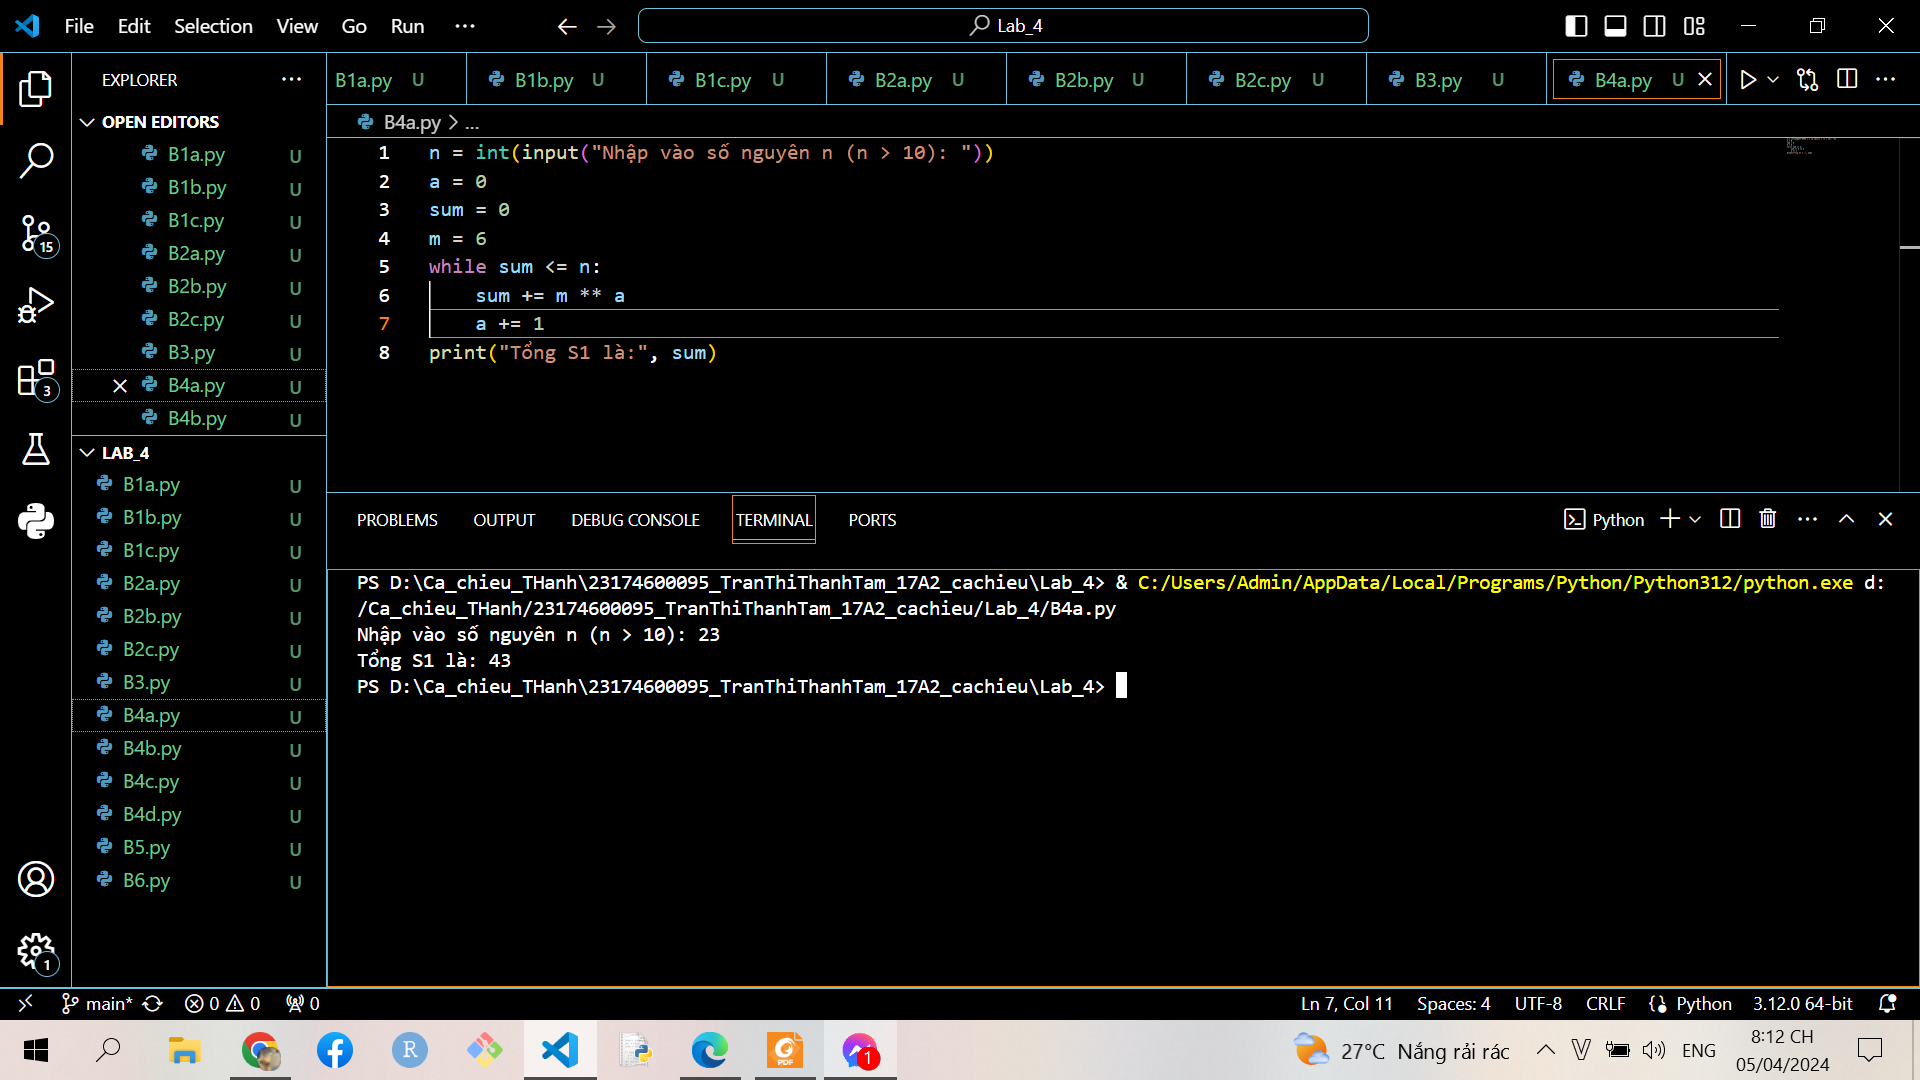 File Edit Selection View Go Run ···
Lab_4
EXPLORER
OPEN EDITORS
B1a.py U
B1b.py U
B1c.py U
B2a.py U
B2b.py U
B2c.py U
B3.py U
B4a.py U
B4b.py U
LAB_4
B1a.py U
B1b.py U
B1c.py U
B2a.py U
B2b.py U
B2c.py U
B3.py U
B4a.py U
B4b.py U
B4c.py U
B4d.py U
B5.py U
B6.py U
15
3
1
B1a.py U B1b.py U B1c.py U B2a.py U B2b.py U B2c.py U B3.py U B4a.py U
B4a.py > ...
1 n = int(input("Nhập vào số nguyên n (n > 10): "))
2 a = 0
3 sum = 0
4 m = 6
5 while sum <= n:
6 sum += m ** a
7 a += 1
8 print("Tổng S1 là:", sum)
PROBLEMS OUTPUT DEBUG CONSOLE TERMINAL PORTS
Python
PS D:\Ca_chieu_THanh\23174600095_TranThiThanhTam_17A2_cachieu\Lab_4> & C:/Users/Admin/AppData/Local/Programs/Python/Python312/python.exe d:
/Ca_chieu_THanh/23174600095_TranThiThanhTam_17A2_cachieu/Lab_4/B4a.py
Nhập vào số nguyên n (n > 10): 23
Tổng S1 là: 43
PS D:\Ca_chieu_THanh\23174600095_TranThiThanhTam_17A2_cachieu\Lab_4>
main* 0 0 0
Ln 7, Col 11 Spaces: 4 UTF-8 CRLF Python 3.12.0 64-bit
R
PDF
1
27°C Nắng rải rác
V
ENG
8:12 CH
05/04/2024